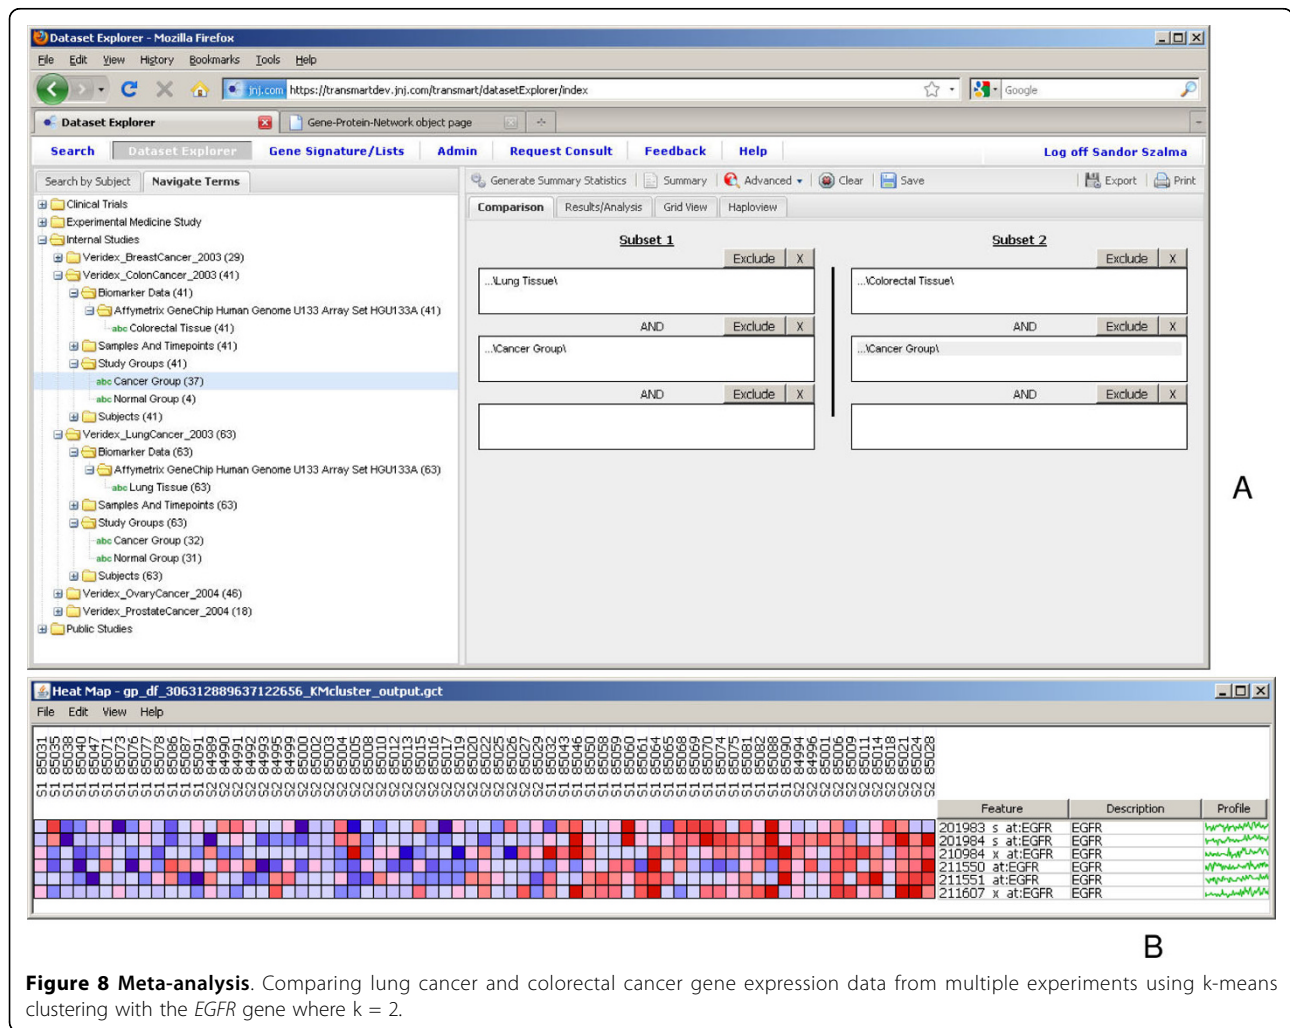 Dataset Explorer - Mozilla Firefox
File Edit View History Bookmarks Tools Help
jnj.com https://transmartdev.jnj.com/transmart/datasetExplorer/index
Google
Dataset Explorer
Gene-Protein-Network object page
Search Dataset Explorer Gene Signature/Lists Admin Request Consult Feedback Help Log off Sandor Szalma
Search by Subject Navigate Terms
Generate Summary Statistics Summary Advanced Clear Save Export Print
Clinical Trials
Experimental Medicine Study
Internal Studies
Veridex_BreastCancer_2003 (29)
Veridex_ColonCancer_2003 (41)
Biomarker Data (41)
Affymetrix GeneChip Human Genome U133 Array Set HGU133A (41)
abc Colorectal Tissue (41)
Samples And Timepoints (41)
Study Groups (41)
abc Cancer Group (37)
abc Normal Group (4)
Subjects (41)
Veridex_LungCancer_2003 (63)
Biomarker Data (63)
Affymetrix GeneChip Human Genome U133 Array Set HGU133A (63)
abc Lung Tissue (63)
Samples And Timepoints (63)
Study Groups (63)
abc Cancer Group (32)
abc Normal Group (31)
Subjects (63)
Veridex_OvaryCancer_2004 (46)
Veridex_ProstateCancer_2004 (18)
Public Studies
Comparison Results/Analysis Grid View Haploview
Subset 1
Exclude X
...\Lung Tissue\
AND Exclude X
...\Cancer Group\
AND Exclude X
Subset 2
Exclude X
...\Colorectal Tissue\
AND Exclude X
...\Cancer Group\
AND Exclude X
A
Heat Map - gp_df_306312889637122656_KMcluster_output.gct
File Edit View Help
Feature Description Profile
201983_s_at:EGFR EGFR
201984_s_at:EGFR EGFR
210984_x_at:EGFR EGFR
211550_at:EGFR EGFR
211551_at:EGFR EGFR
211607_x_at:EGFR EGFR
B
Figure 8 Meta-analysis. Comparing lung cancer and colorectal cancer gene expression data from multiple experiments using k-means
clustering with the EGFR gene where k = 2.